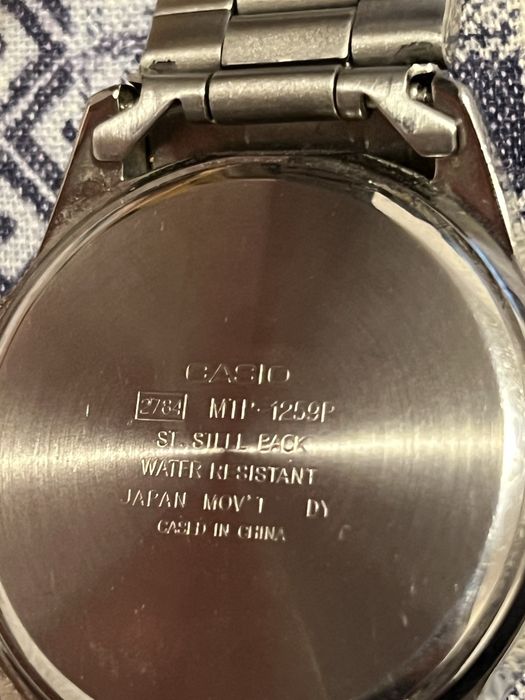 CASIO
2784 MTP-1259P
ST. STEEL BACK
WATER RESISTANT
JAPAN MOV'T DY
CASED IN CHINA